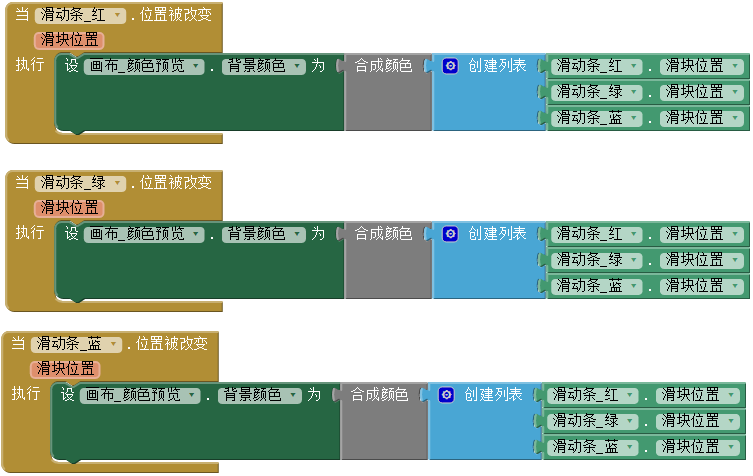 当 滑动条_红 . 位置被改变
滑块位置
执行 设 画布_颜色预览 . 背景颜色 为 合成颜色 创建列表 滑动条_红 . 滑块位置
滑动条_绿 . 滑块位置
滑动条_蓝 . 滑块位置
当 滑动条_绿 . 位置被改变
滑块位置
执行 设 画布_颜色预览 . 背景颜色 为 合成颜色 创建列表 滑动条_红 . 滑块位置
滑动条_绿 . 滑块位置
滑动条_蓝 . 滑块位置
当 滑动条_蓝 . 位置被改变
滑块位置
执行 设 画布_颜色预览 . 背景颜色 为 合成颜色 创建列表 滑动条_红 . 滑块位置
滑动条_绿 . 滑块位置
滑动条_蓝 . 滑块位置